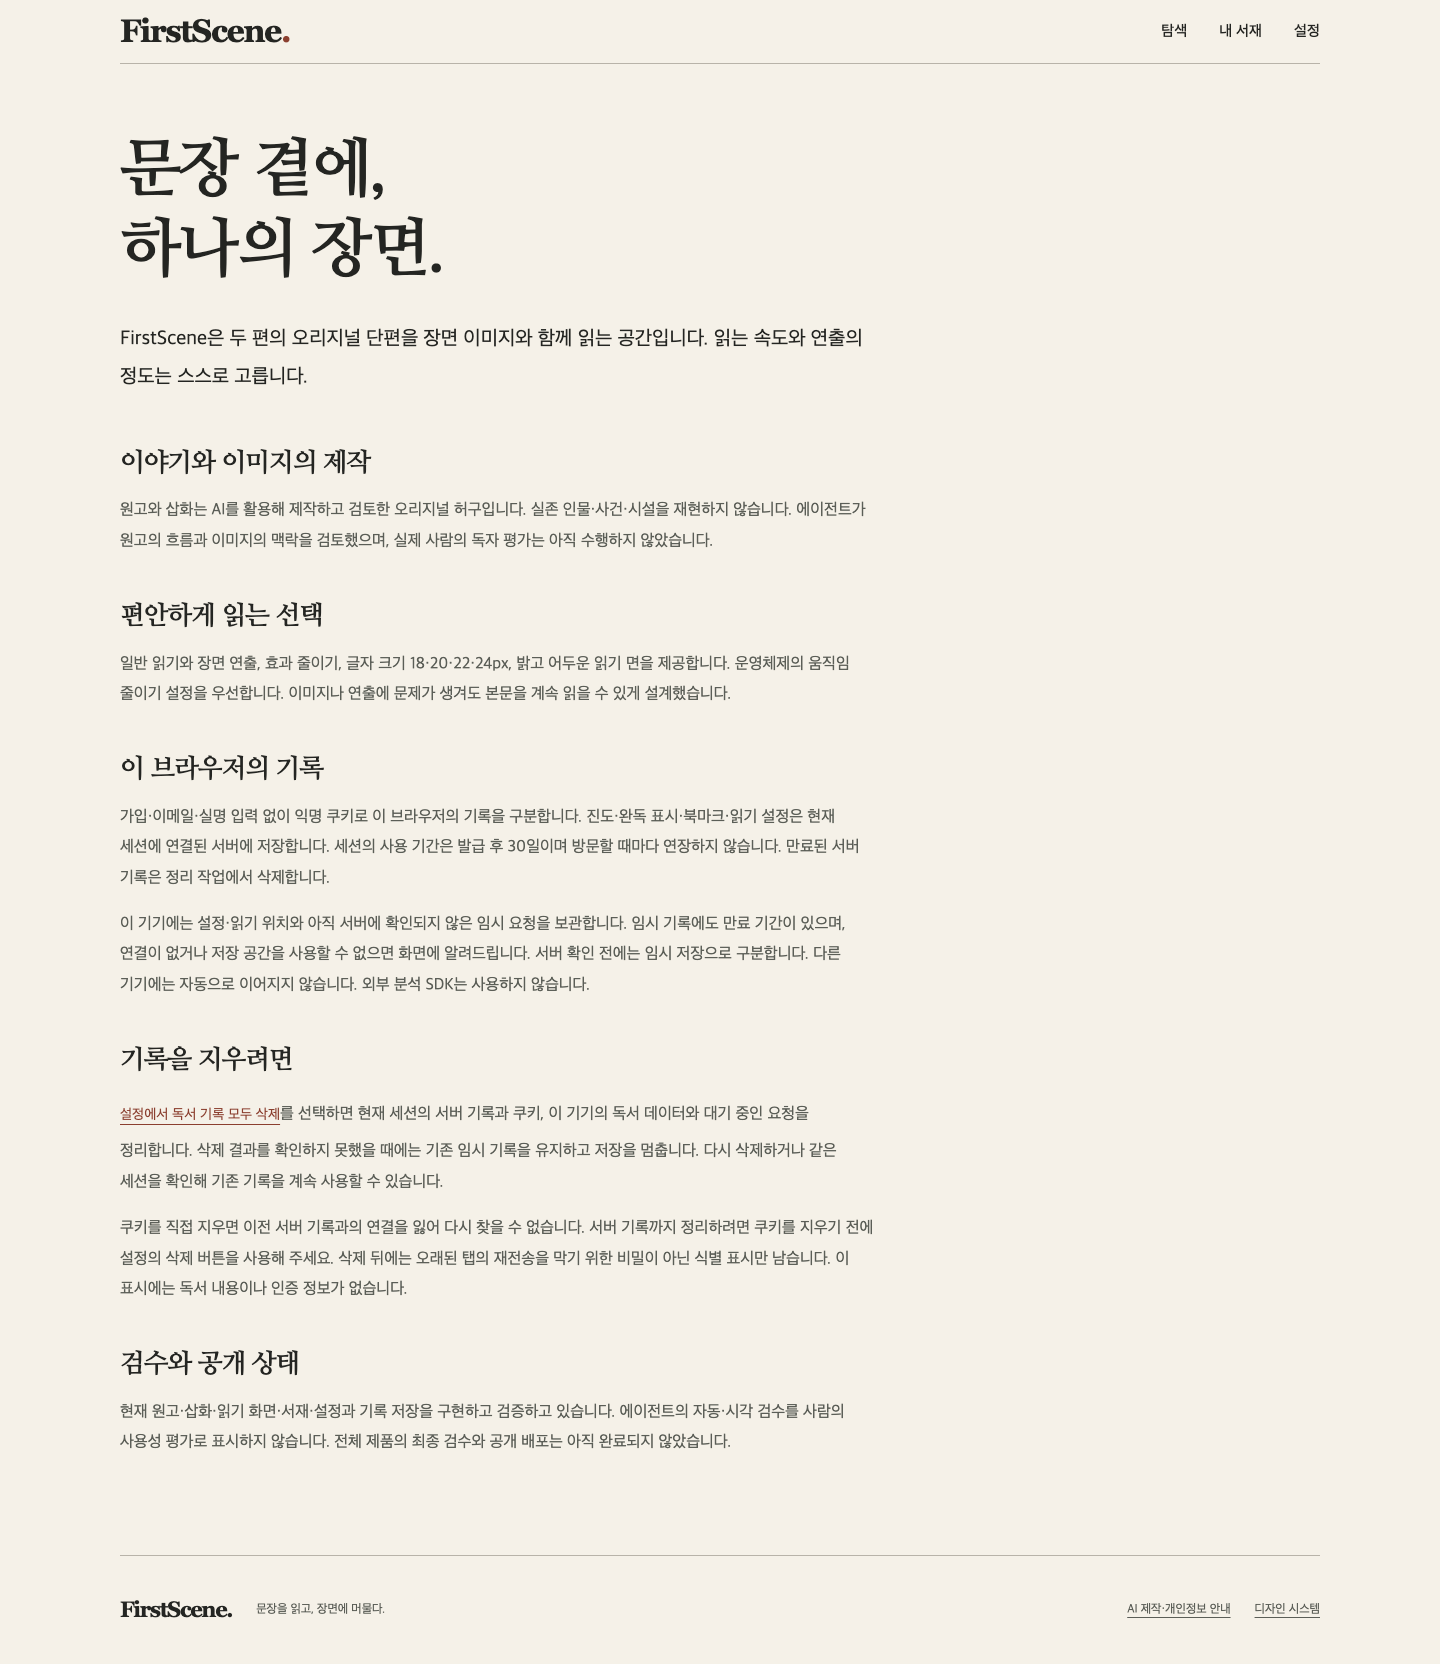 FirstScene.
탐색
내 서재
설정
문장 곁에,
하나의 장면.
FirstScene은 두 편의 오리지널 단편을 장면 이미지와 함께 읽는 공간입니다. 읽는 속도와 연출의
정도는 스스로 고릅니다.
이야기와 이미지의 제작
원고와 삽화는 AI를 활용해 제작하고 검토한 오리지널 허구입니다. 실존 인물·사건·시설을 재현하지 않습니다. 에이전트가
원고의 흐름과 이미지의 맥락을 검토했으며, 실제 사람의 독자 평가는 아직 수행하지 않았습니다.
편안하게 읽는 선택
일반 읽기와 장면 연출, 효과 줄이기, 글자 크기 18·20·22·24px, 밝고 어두운 읽기 면을 제공합니다. 운영체제의 움직임
줄이기 설정을 우선합니다. 이미지나 연출에 문제가 생겨도 본문을 계속 읽을 수 있게 설계했습니다.
이 브라우저의 기록
가입·이메일·실명 입력 없이 익명 쿠키로 이 브라우저의 기록을 구분합니다. 진도·완독 표시·북마크·읽기 설정은 현재
세션에 연결된 서버에 저장합니다. 세션의 사용 기간은 발급 후 30일이며 방문할 때마다 연장하지 않습니다. 만료된 서버
기록은 정리 작업에서 삭제합니다.
이 기기에는 설정·읽기 위치와 아직 서버에 확인되지 않은 임시 요청을 보관합니다. 임시 기록에도 만료 기간이 있으며,
연결이 없거나 저장 공간을 사용할 수 없으면 화면에 알려드립니다. 서버 확인 전에는 임시 저장으로 구분합니다. 다른
기기에는 자동으로 이어지지 않습니다. 외부 분석 SDK는 사용하지 않습니다.
기록을 지우려면
설정에서 독서 기록 모두 삭제를 선택하면 현재 세션의 서버 기록과 쿠키, 이 기기의 독서 데이터와 대기 중인 요청을
정리합니다. 삭제 결과를 확인하지 못했을 때에는 기존 임시 기록을 유지하고 저장을 멈춥니다. 다시 삭제하거나 같은
세션을 확인해 기존 기록을 계속 사용할 수 있습니다.
쿠키를 직접 지우면 이전 서버 기록과의 연결을 잃어 다시 찾을 수 없습니다. 서버 기록까지 정리하려면 쿠키를 지우기 전에
설정의 삭제 버튼을 사용해 주세요. 삭제 뒤에는 오래된 탭의 재전송을 막기 위한 비밀이 아닌 식별 표시만 남습니다. 이
표시에는 독서 내용이나 인증 정보가 없습니다.
검수와 공개 상태
현재 원고·삽화·읽기 화면·서재·설정과 기록 저장을 구현하고 검증하고 있습니다. 에이전트의 자동·시각 검수를 사람의
사용성 평가로 표시하지 않습니다. 전체 제품의 최종 검수와 공개 배포는 아직 완료되지 않았습니다.
FirstScene.
문장을 읽고, 장면에 머물다.
AI 제작·개인정보 안내
디자인 시스템